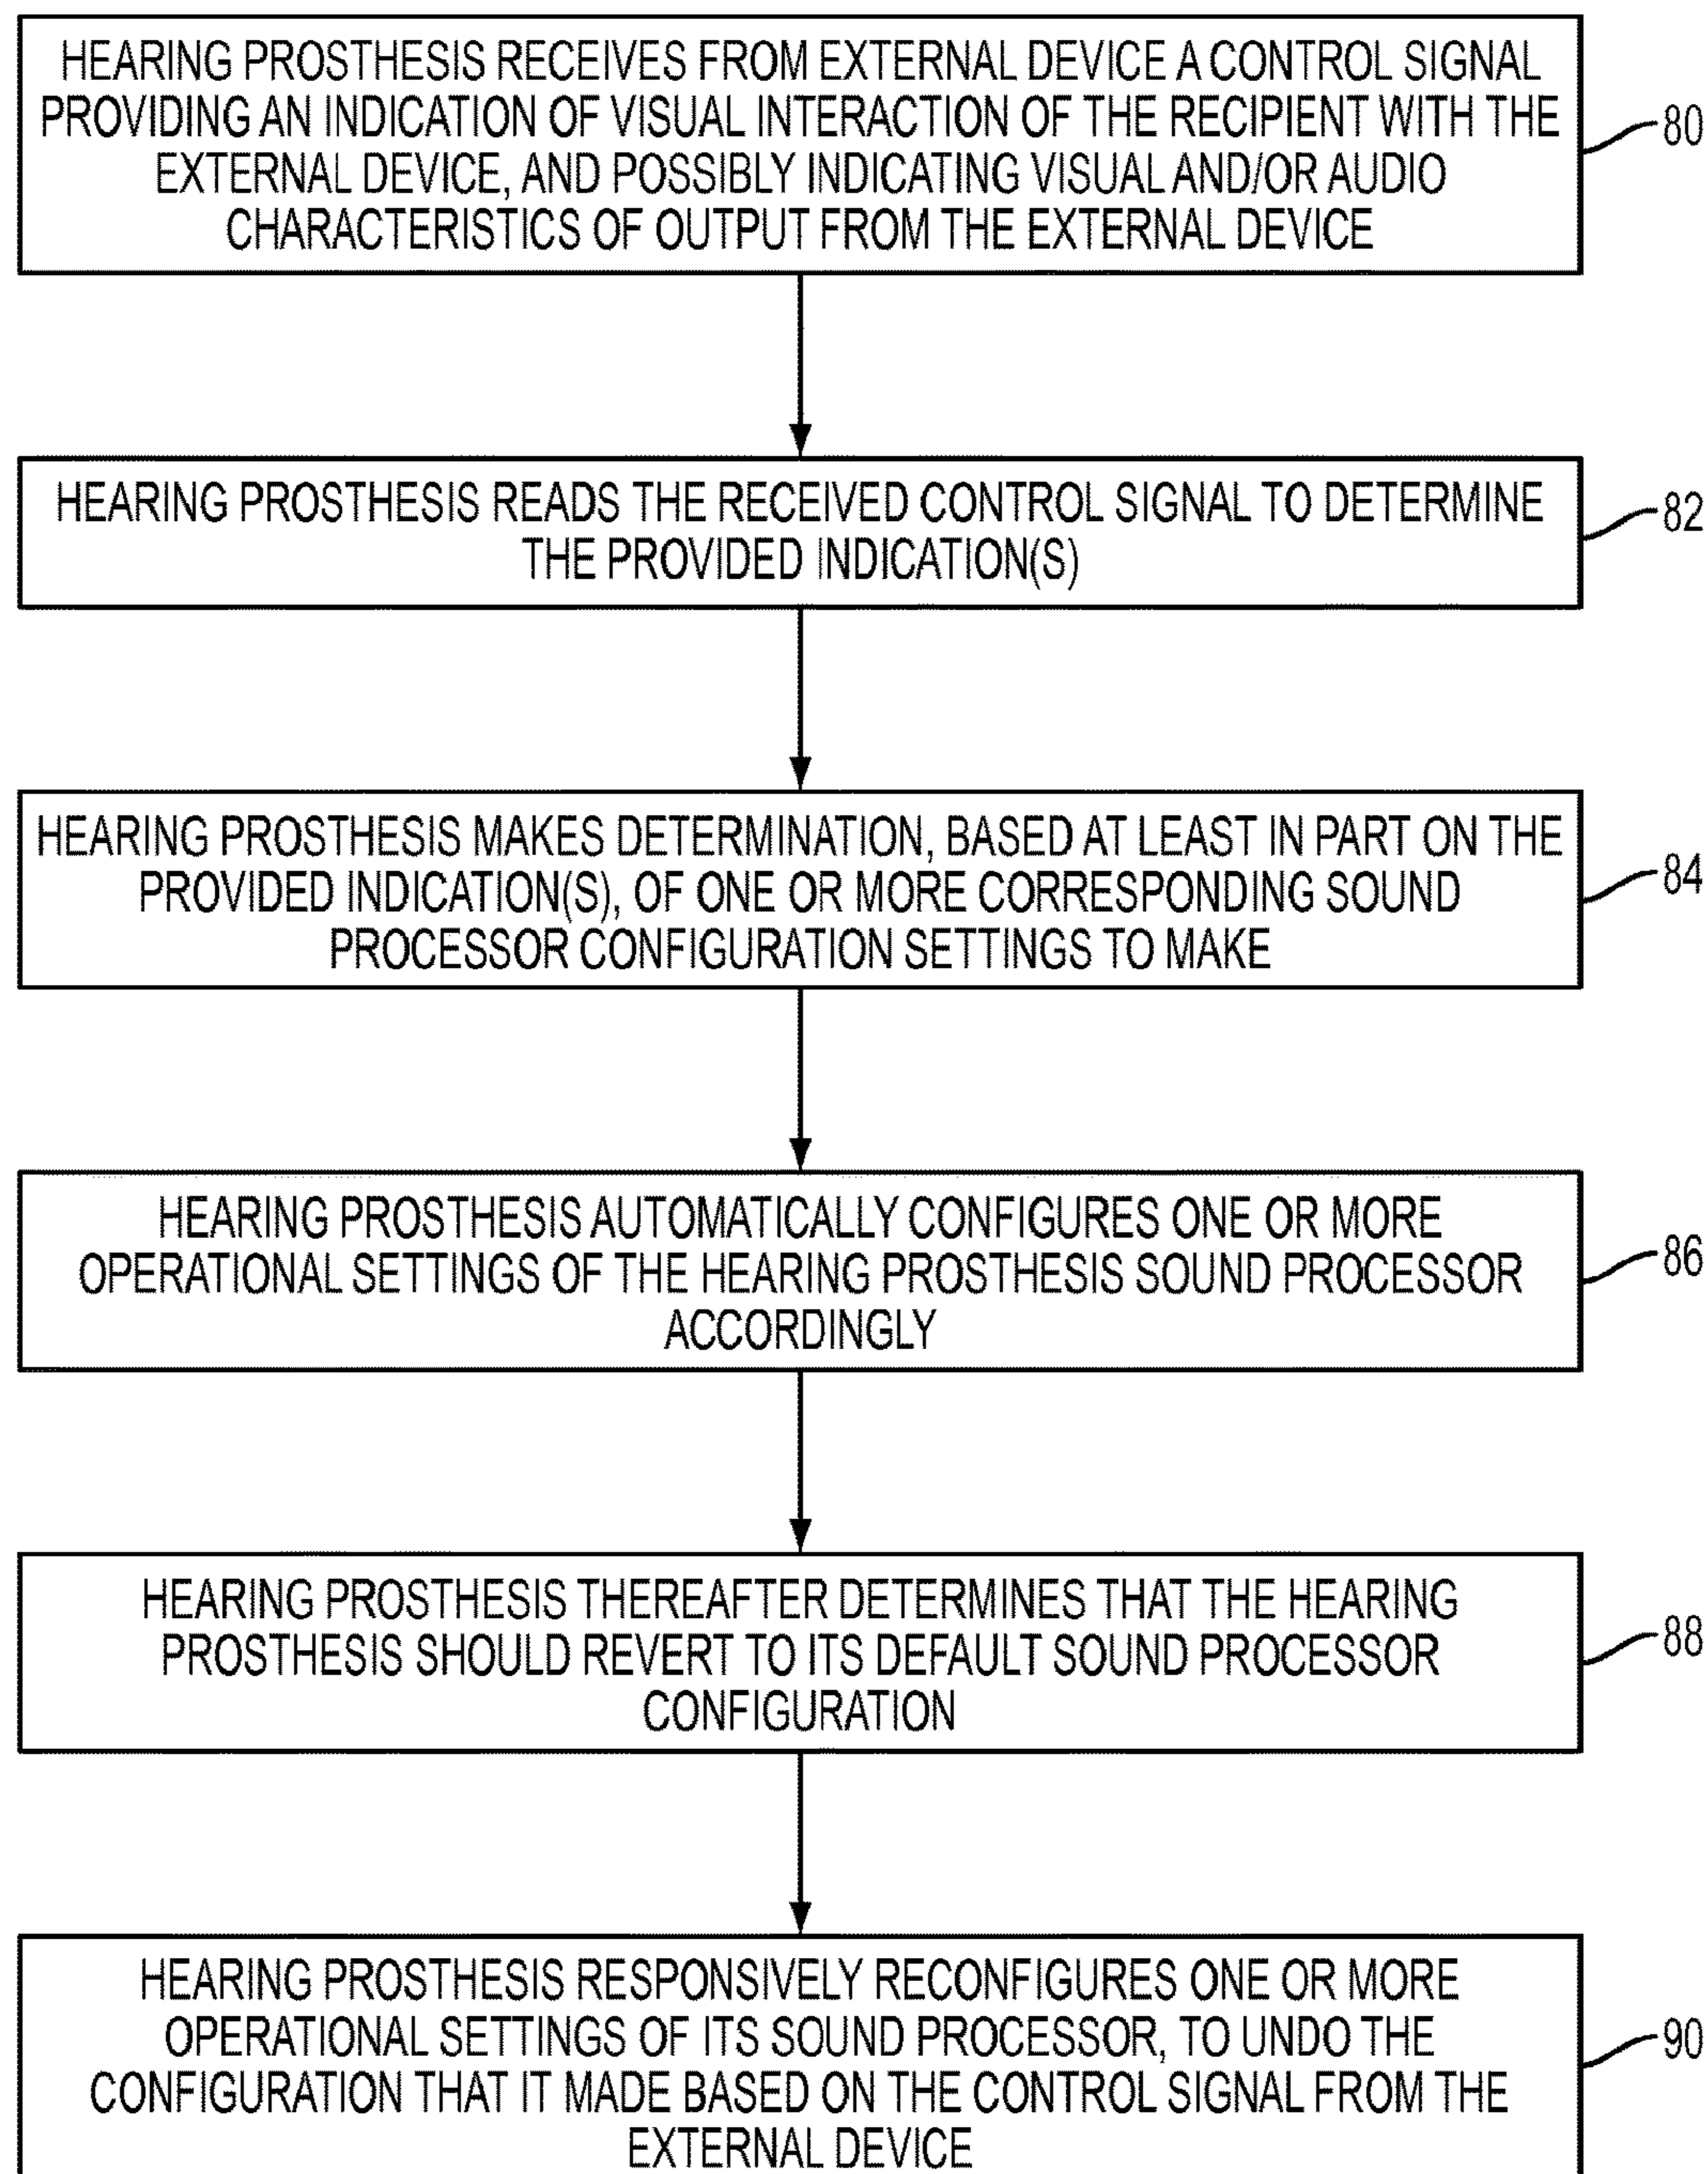 HEARING PROSTHESIS RECEIVES FROM EXTERNAL DEVICE A CONTROL SIGNAL
PROVIDING AN INDICATION OF VISUAL INTERACTION OF THE RECIPIENT WITH THE
EXTERNAL DEVICE, AND POSSIBLY INDICATING VISUAL AND/OR AUDIO
CHARACTERISTICS OF OUTPUT FROM THE EXTERNAL DEVICE
80
HEARING PROSTHESIS READS THE RECEIVED CONTROL SIGNAL TO DETERMINE
THE PROVIDED INDICATION(S)
82
HEARING PROSTHESIS MAKES DETERMINATION, BASED AT LEAST IN PART ON THE
PROVIDED INDICATION(S), OF ONE OR MORE CORRESPONDING SOUND
PROCESSOR CONFIGURATION SETTINGS TO MAKE
84
HEARING PROSTHESIS AUTOMATICALLY CONFIGURES ONE OR MORE
OPERATIONAL SETTINGS OF THE HEARING PROSTHESIS SOUND PROCESSOR
ACCORDINGLY
86
HEARING PROSTHESIS THEREAFTER DETERMINES THAT THE HEARING
PROSTHESIS SHOULD REVERT TO ITS DEFAULT SOUND PROCESSOR
CONFIGURATION
88
HEARING PROSTHESIS RESPONSIVELY RECONFIGURES ONE OR MORE
OPERATIONAL SETTINGS OF ITS SOUND PROCESSOR, TO UNDO THE
CONFIGURATION THAT IT MADE BASED ON THE CONTROL SIGNAL FROM THE
EXTERNAL DEVICE
90